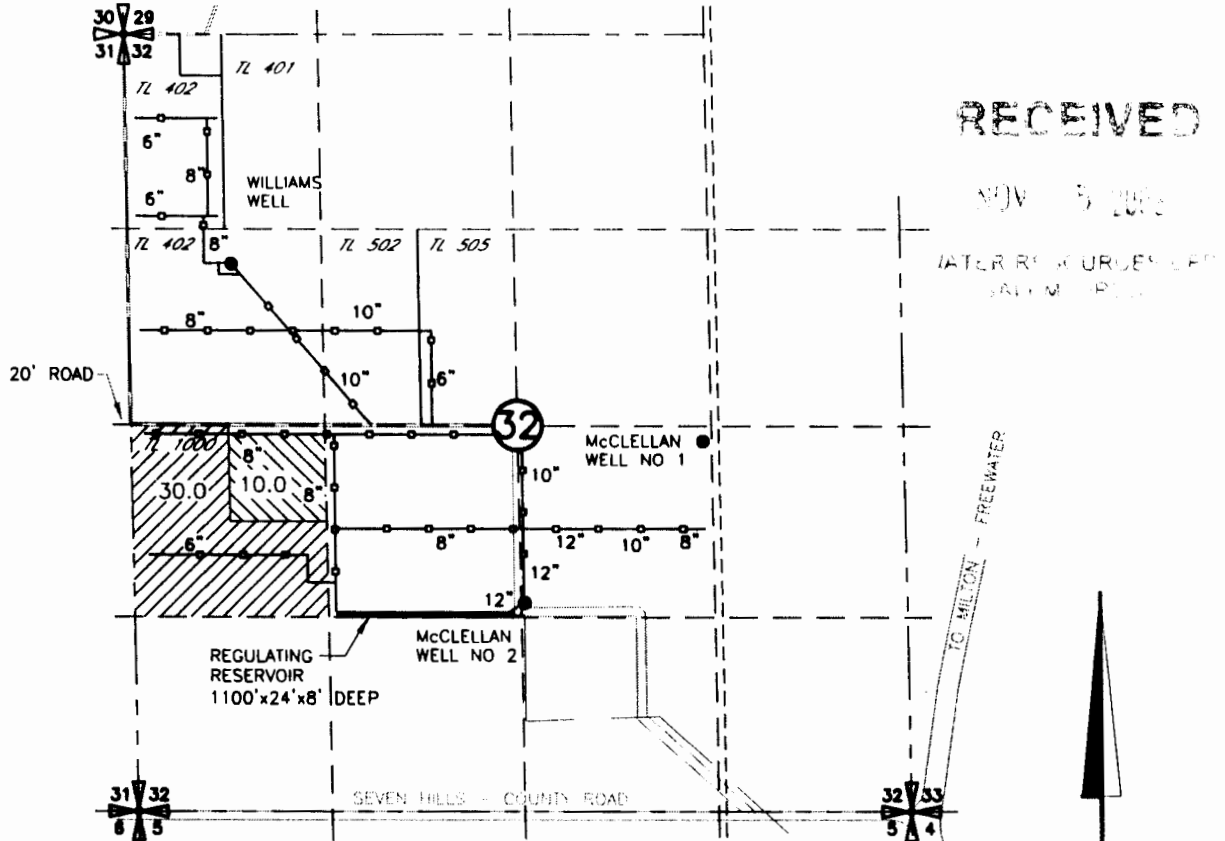 30 29
31 32
TL 401
TL 402
6"
8"
WILLIAMS
WELL
6"
TL 402
8"
TL 502
TL 505
8"
10"
20' ROAD
10"
6"
32
McCLELLAN
WELL NO 1
TL 1000
8"
10"
30.0
10.0
8"
6"
8"
12"
10"
8"
12"
12"
McCLELLAN
WELL NO 2
REGULATING
RESERVOIR
1100'x24'x8' DEEP
TO MILTON - FREEWATER
SEVEN HILLS - COUNTY ROAD
31 32
6 5
32 33
5 4
RECEIVED
NOV 5